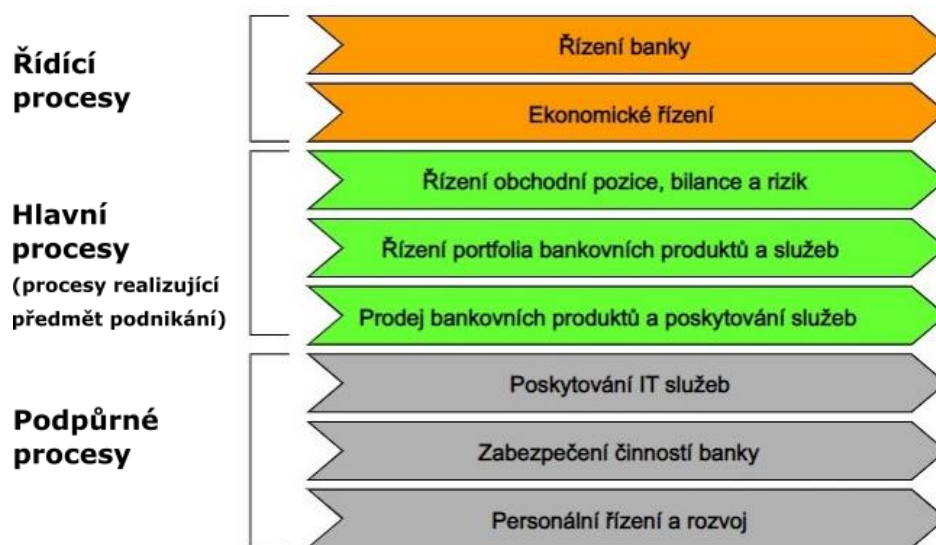 Řídící
procesy
Řízení banky
Ekonomické řízení
Hlavní
procesy
(procesy realizující
předmět podnikání)
Řízení obchodní pozice, bilance a rizik
Řízení portfolia bankovních produktů a služeb
Prodej bankovních produktů a poskytování služeb
Podpůrné
procesy
Poskytování IT služeb
Zabezpečení činností banky
Personální řízení a rozvoj